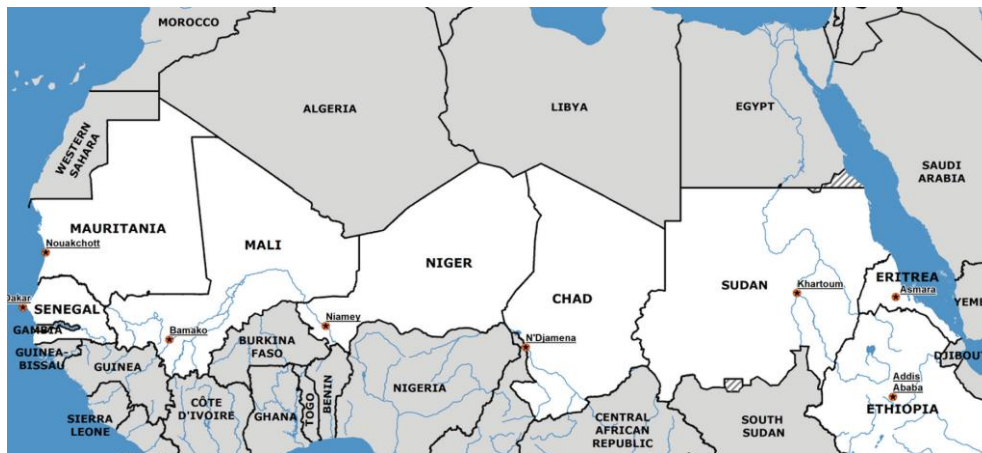 MOROCCO
ALGERIA
LIBYA
EGYPT
WESTERN
SAHARA
SAUDI
ARABIA
MAURITANIA
Nouakchott
MALI
NIGER
CHAD
SUDAN
Khartoum
ERITREA
Asmara
YEM
Dakar
SENEGAL
GAMBIA
GUINEA-
BISSAU
GUINEA
Bamako
Niamey
BURKINA
FASO
N'Djamena
NIGERIA
BENIN
TOGO
GHANA
CÔTE
D'IVOIRE
SIERRA
LEONE
CENTRAL
AFRICAN
REPUBLIC
SOUTH
SUDAN
Addis
Ababa
ETHIOPIA
DJIBOUT